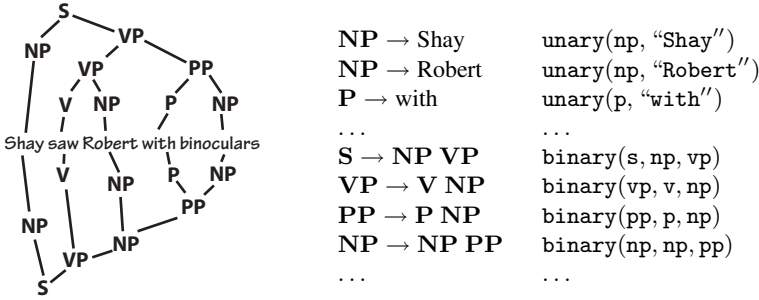 S
VP
NP
VP PP
V NP P NP
Shay saw Robert with binoculars
V NP P NP
PP
NP
NP
VP
S
NP → Shay unary(np, “Shay″)
NP → Robert unary(np, “Robert″)
P → with unary(p, “with″)
... ...
S → NP VP binary(s, np, vp)
VP → V NP binary(vp, v, np)
PP → P NP binary(pp, p, np)
NP → NP PP binary(np, np, pp)
... ...